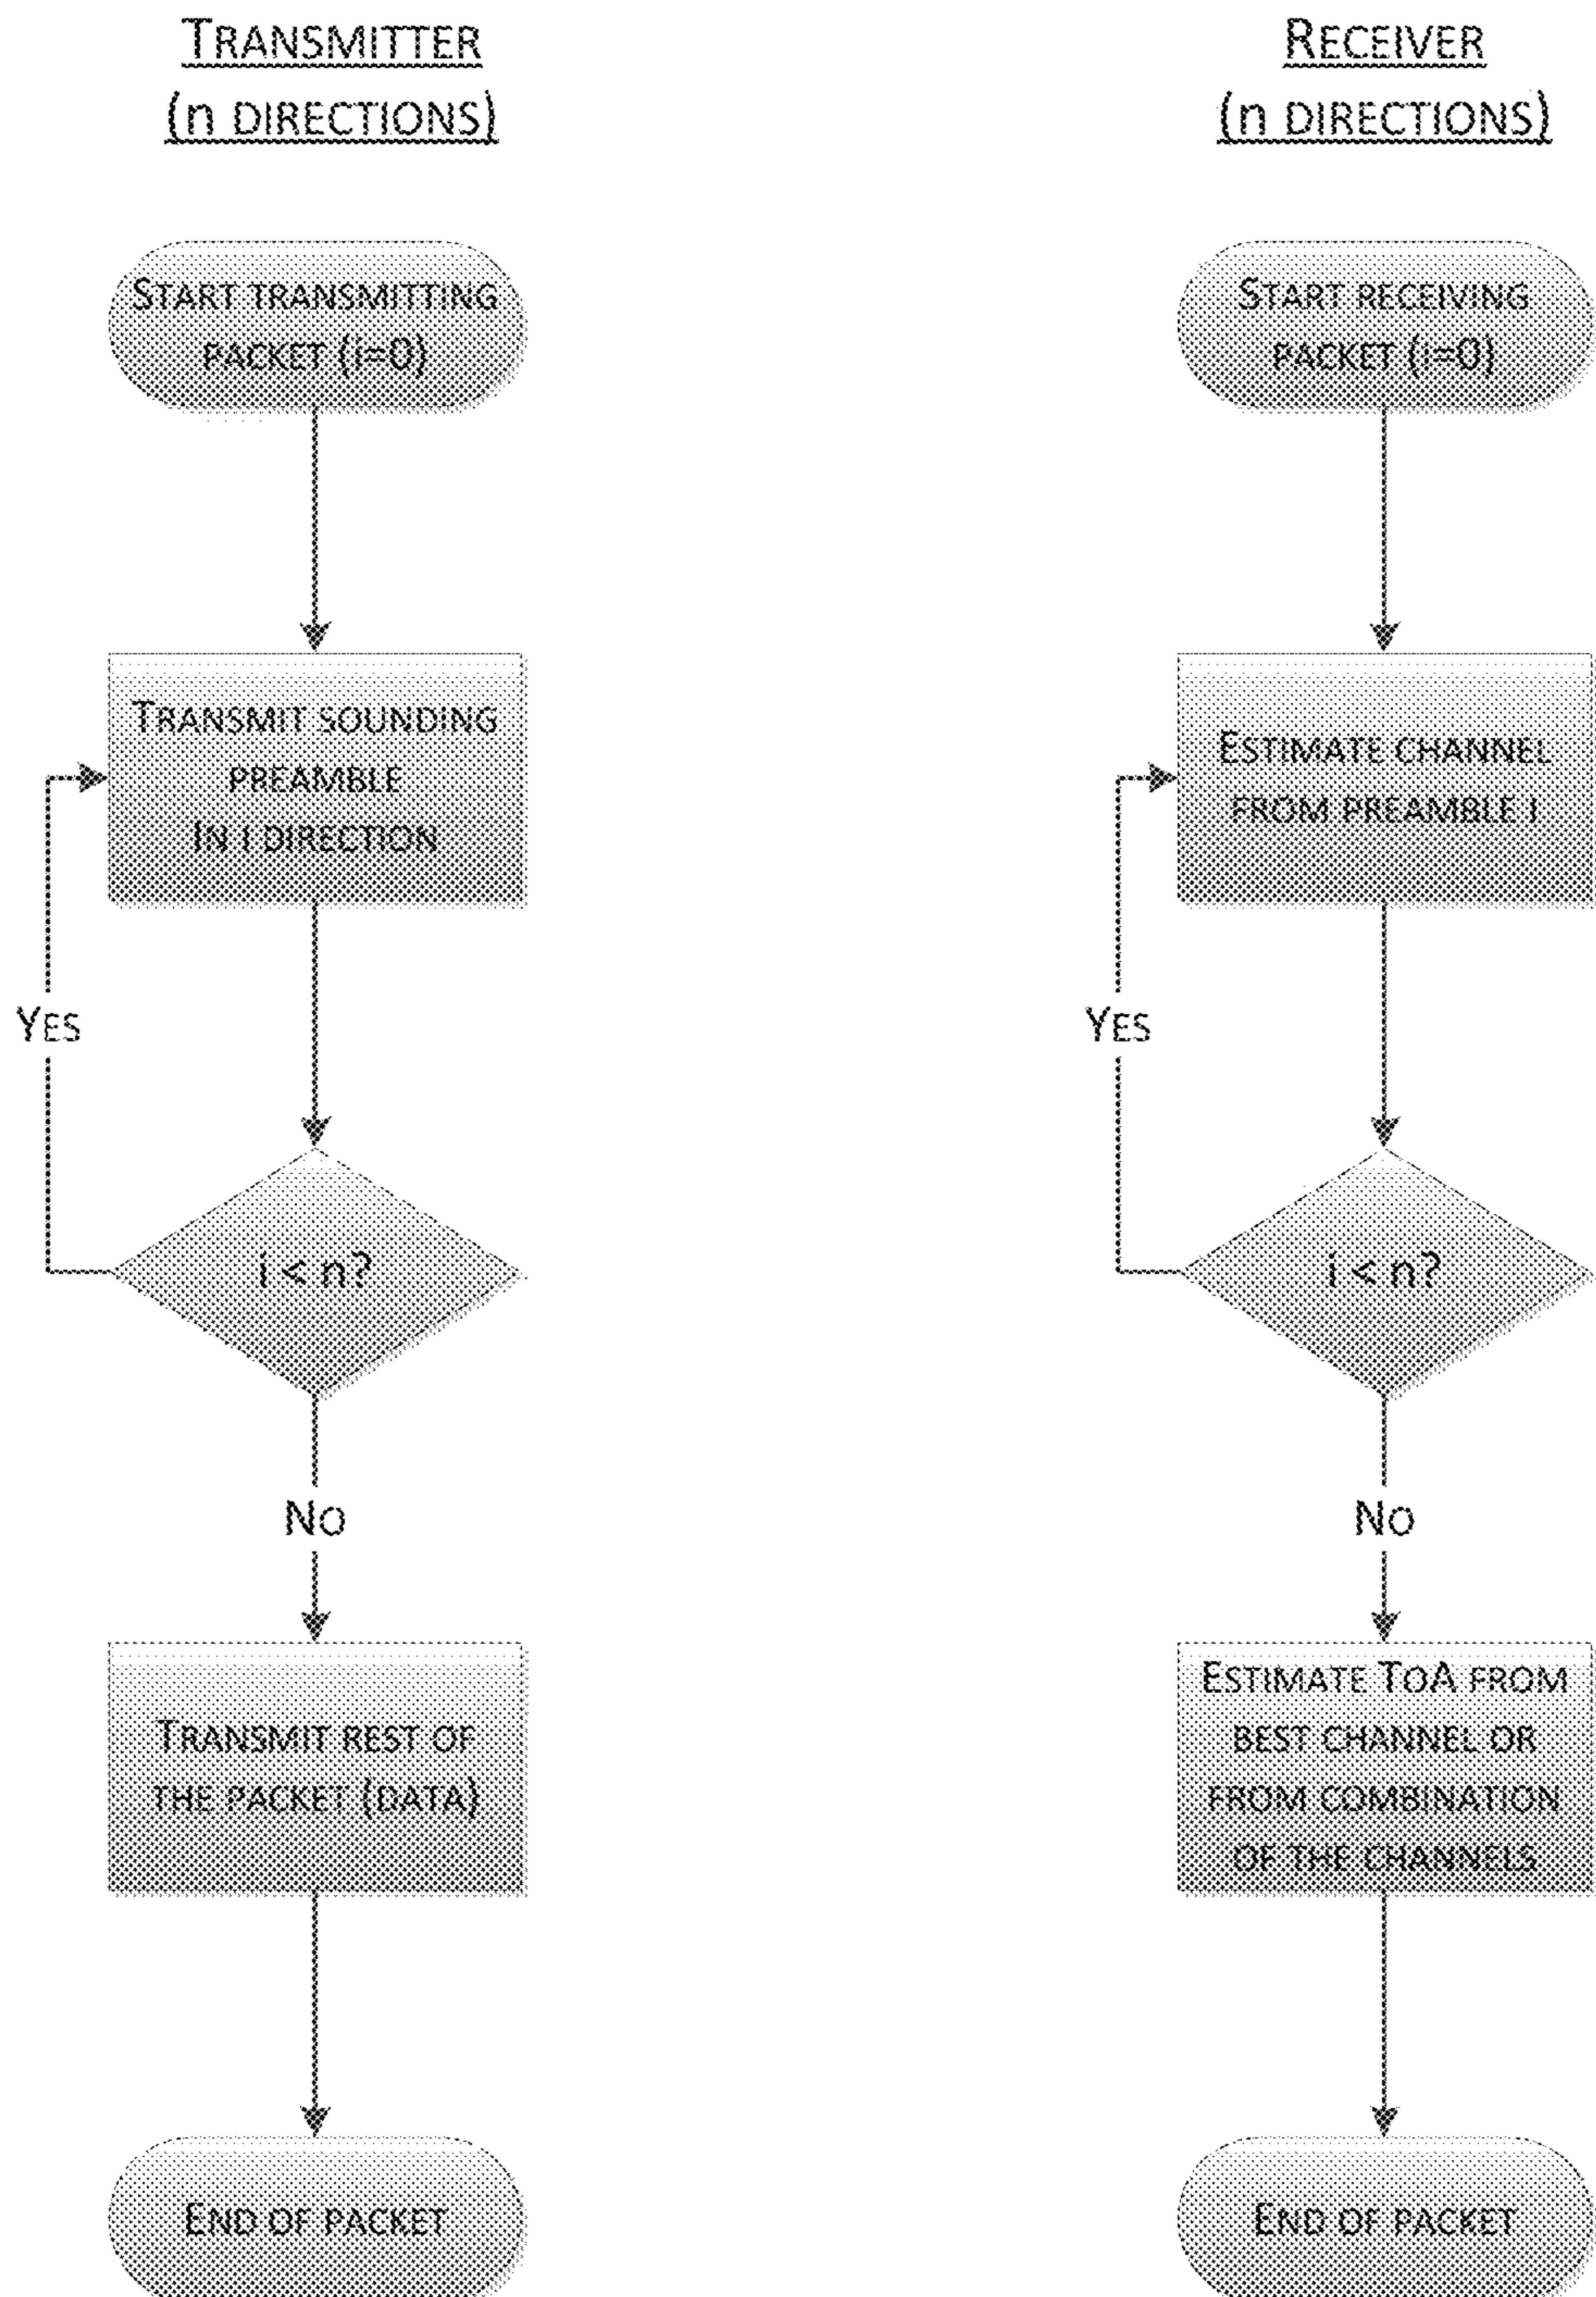 TRANSMITTER
(n DIRECTIONS)
START TRANSMITTING
PACKET (i=0)
TRANSMIT SOUNDING
PREAMBLE
IN I DIRECTION
YES
i < n?
NO
TRANSMIT REST OF
THE PACKET (DATA)
END OF PACKET
RECEIVER
(n DIRECTIONS)
START RECEIVING
PACKET (i=0)
ESTIMATE CHANNEL
FROM PREAMBLE I
YES
i < n?
NO
ESTIMATE TOA FROM
BEST CHANNEL OR
FROM COMBINATION
OF THE CHANNELS
END OF PACKET